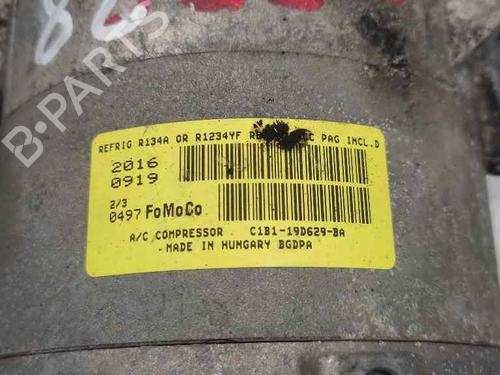 82
REFRIG R134A OR R1234YF PAG INCL.D
2016
0919
2/3
0497 FoMoCo
A/C COMPRESSOR C1B1-19D629-BA
MADE IN HUNGARY BGDPA
B-PARTS